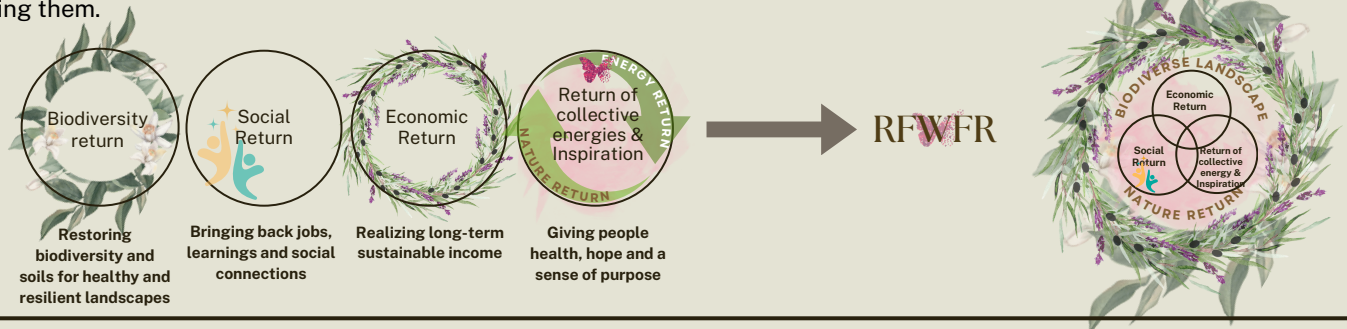 ing them.
Biodiversity
return
Restoring
biodiversity and
soils for healthy and
resilient landscapes
Social
Return
Bringing back jobs,
learnings and social
connections
Economic
Return
Realizing long-term
sustainable income
ENERGY RETURN
Return of
collective
energies &
Inspiration
NATURE RETURN
Giving people
health, hope and a
sense of purpose
RFWFR
BIODIVERSE LANDSCAPE
Economic
Return
Social
Return
Return of
collective
energy &
Inspiration
NATURE RETURN